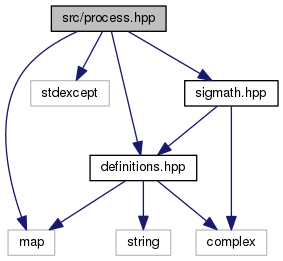 src/process.hpp
stdexcept
sigmath.hpp
definitions.hpp
map
string
complex